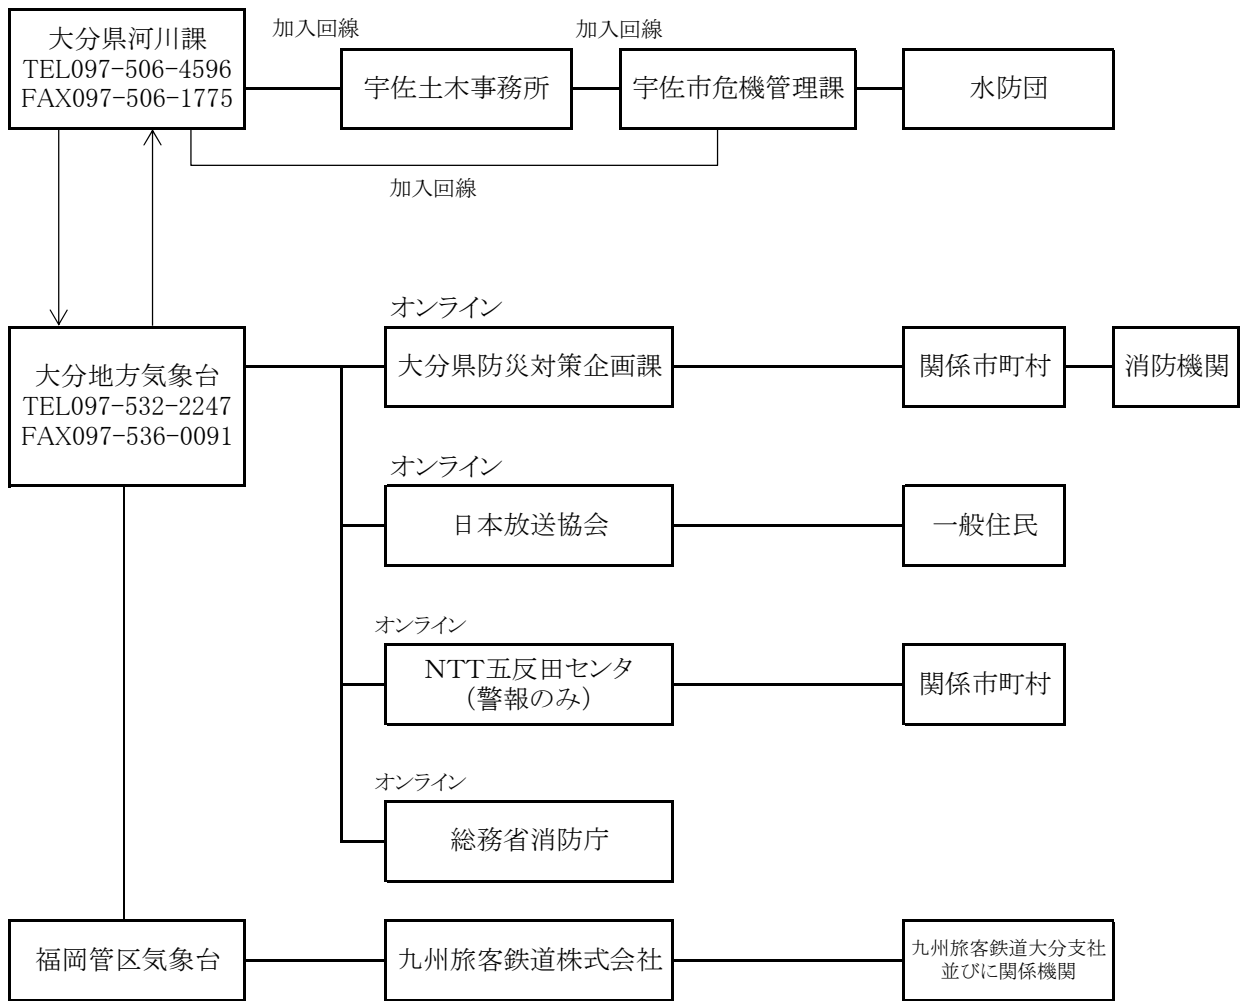 大分県河川課
TEL097-506-4596
FAX097-506-1775
加入回線
宇佐土木事務所
加入回線
宇佐市危機管理課
水防団
加入回線
大分地方気象台
TEL097-532-2247
FAX097-536-0091
オンライン
大分県防災対策企画課
関係市町村
消防機関
オンライン
日本放送協会
一般住民
オンライン
NTT五反田センタ
（警報のみ）
関係市町村
オンライン
総務省消防庁
福岡管区気象台
九州旅客鉄道株式会社
九州旅客鉄道大分支社
並びに関係機関